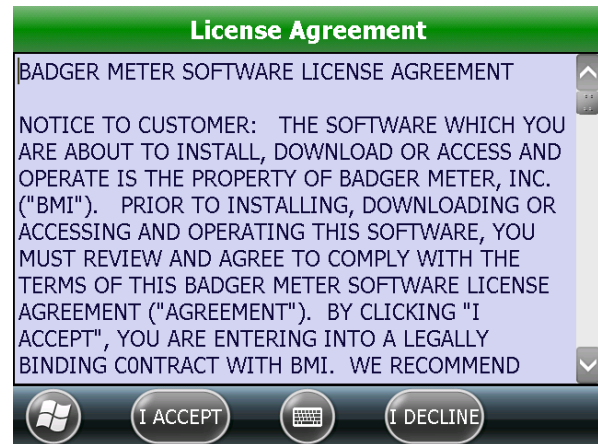 License Agreement
BADGER METER SOFTWARE LICENSE AGREEMENT
NOTICE TO CUSTOMER:   THE SOFTWARE WHICH YOU
ARE ABOUT TO INSTALL, DOWNLOAD OR ACCESS AND
OPERATE IS THE PROPERTY OF BADGER METER, INC.
("BMI").   PRIOR TO INSTALLING, DOWNLOADING OR
ACCESSING AND OPERATING THIS SOFTWARE, YOU
MUST REVIEW AND AGREE TO COMPLY WITH THE
TERMS OF THIS BADGER METER SOFTWARE LICENSE
AGREEMENT ("AGREEMENT").  BY CLICKING "I
ACCEPT", YOU ARE ENTERING INTO A LEGALLY
BINDING C0NTRACT WITH BMI.  WE RECOMMEND
I ACCEPT
I DECLINE